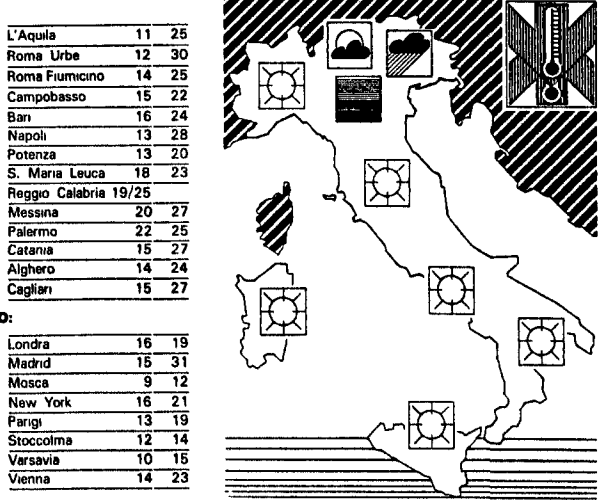 L'Aquila 11 25
Roma Urbe 12 30
Roma Fiumicino 14 25
Campobasso 15 22
Bari 16 24
Napoli 13 28
Potenza 13 20
S. Maria Leuca 18 23
Reggio Calabria 19/25
Messina 20 27
Palermo 22 25
Catania 15 27
Alghero 14 24
Cagliari 15 27
O:
Londra 16 19
Madrid 15 31
Mosca 9 12
New York 16 21
Parigi 13 19
Stoccolma 12 14
Varsavia 10 15
Vienna 14 23